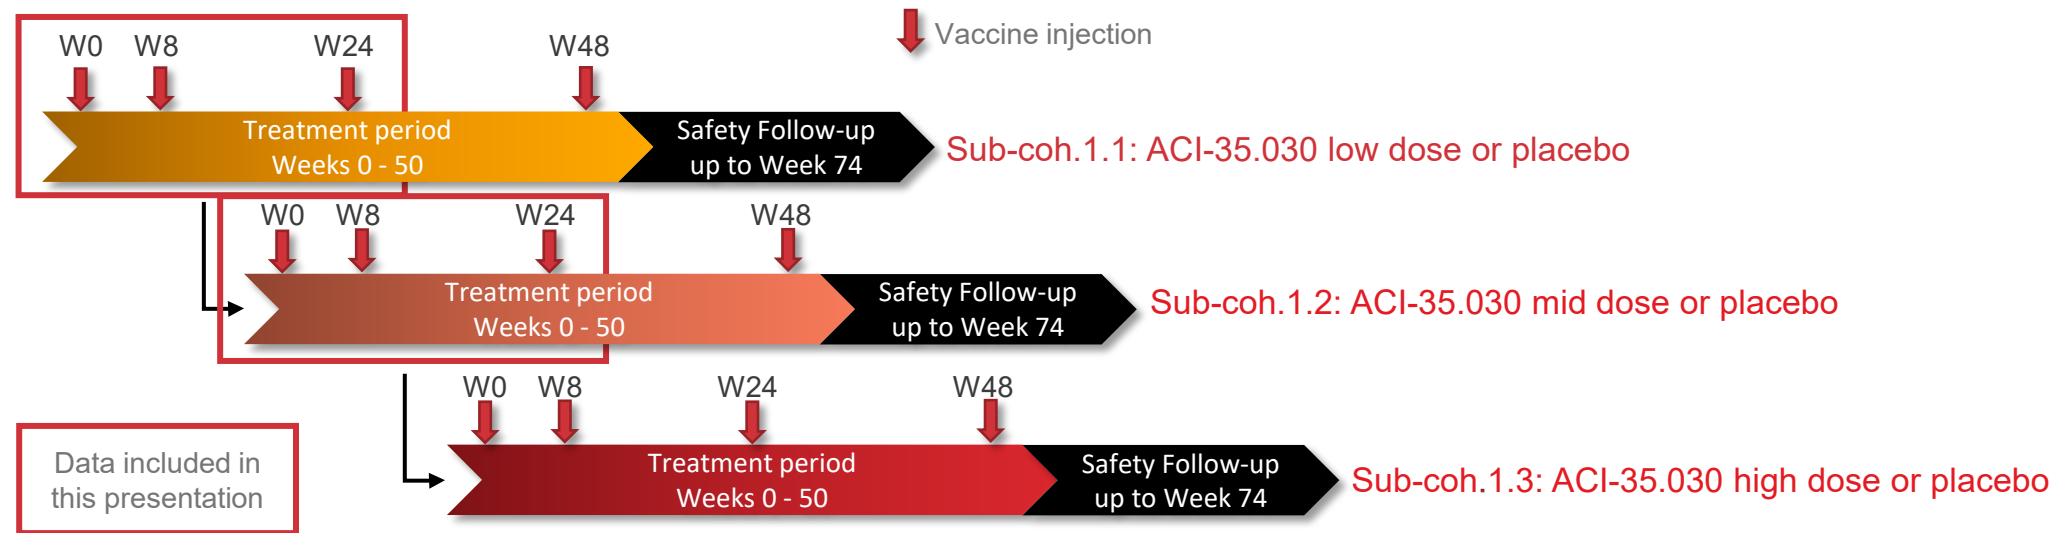 W0 W8 W24 W48
Vaccine injection
Treatment period
Weeks 0 - 50
Safety Follow-up
up to Week 74
Sub-coh.1.1: ACI-35.030 low dose or placebo
W0 W8 W24 W48
Treatment period
Weeks 0 - 50
Safety Follow-up
up to Week 74
Sub-coh.1.2: ACI-35.030 mid dose or placebo
W0 W8 W24 W48
Treatment period
Weeks 0 - 50
Safety Follow-up
up to Week 74
Sub-coh.1.3: ACI-35.030 high dose or placebo
Data included in
this presentation